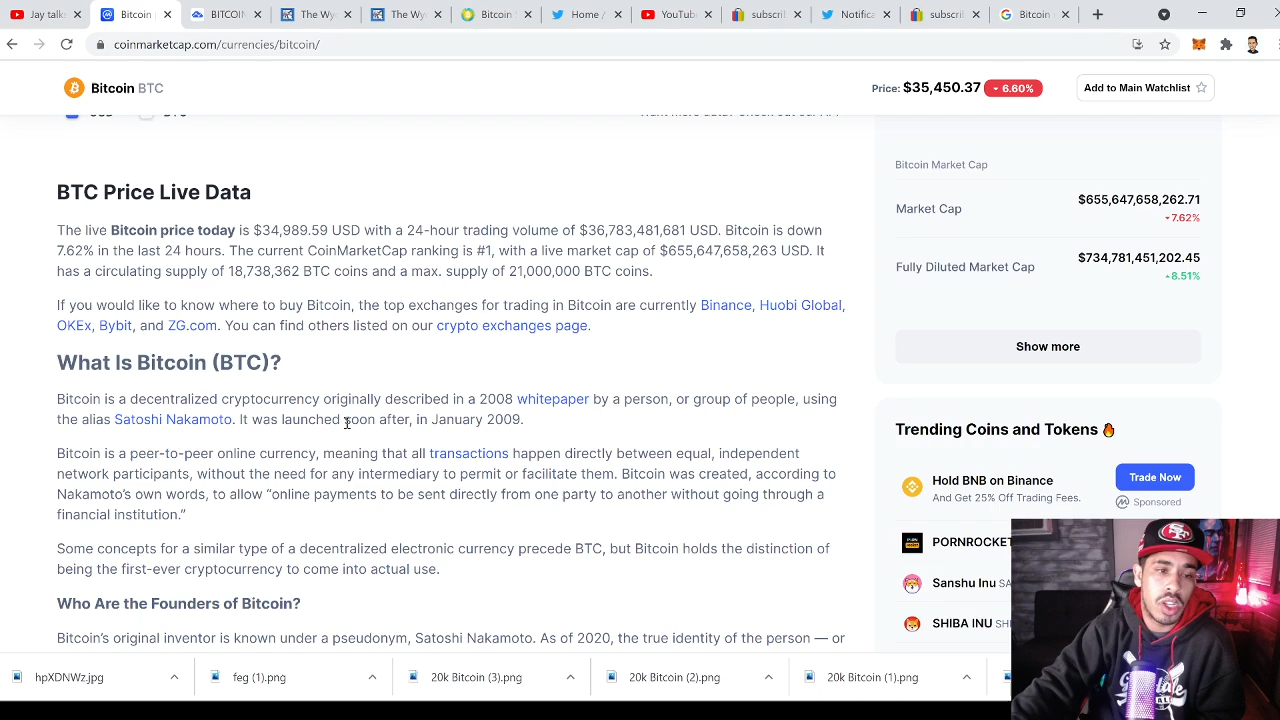 Jay talks
Bitcoin
BITCOIN
The Wy
The Wy
Bitcoin
Home /
YouTub
subscrib
Notifica
subscrib
Bitcoin
coinmarketcap.com/currencies/bitcoin/
Bitcoin BTC
Price: $35,450.37 6.60%
Add to Main Watchlist
USD BTC
Want more data? Check out our API
BTC Price Live Data
The live Bitcoin price today is $34,989.59 USD with a 24-hour trading volume of $36,783,481,681 USD. Bitcoin is down
7.62% in the last 24 hours. The current CoinMarketCap ranking is #1, with a live market cap of $655,647,658,263 USD. It
has a circulating supply of 18,738,362 BTC coins and a max. supply of 21,000,000 BTC coins.
If you would like to know where to buy Bitcoin, the top exchanges for trading in Bitcoin are currently Binance, Huobi Global,
OKEx, Bybit, and ZG.com. You can find others listed on our crypto exchanges page.
What Is Bitcoin (BTC)?
Bitcoin is a decentralized cryptocurrency originally described in a 2008 whitepaper by a person, or group of people, using
the alias Satoshi Nakamoto. It was launched soon after, in January 2009.
Bitcoin is a peer-to-peer online currency, meaning that all transactions happen directly between equal, independent
network participants, without the need for any intermediary to permit or facilitate them. Bitcoin was created, according to
Nakamoto's own words, to allow “online payments to be sent directly from one party to another without going through a
financial institution.”
Some concepts for a similar type of a decentralized electronic currency precede BTC, but Bitcoin holds the distinction of
being the first-ever cryptocurrency to come into actual use.
Who Are the Founders of Bitcoin?
Bitcoin's original inventor is known under a pseudonym, Satoshi Nakamoto. As of 2020, the true identity of the person — or
Bitcoin Market Cap
Market Cap
$655,647,658,262.71
7.62%
Fully Diluted Market Cap
$734,781,451,202.45
8.51%
Show more
Trending Coins and Tokens
Hold BNB on Binance
And Get 25% Off Trading Fees.
Trade Now
Sponsored
PORNROCKET
Sanshu Inu SA
SHIBA INU SHI
hpXDNWz.jpg
feg (1).png
20k Bitcoin (3).png
20k Bitcoin (2).png
20k Bitcoin (1).png